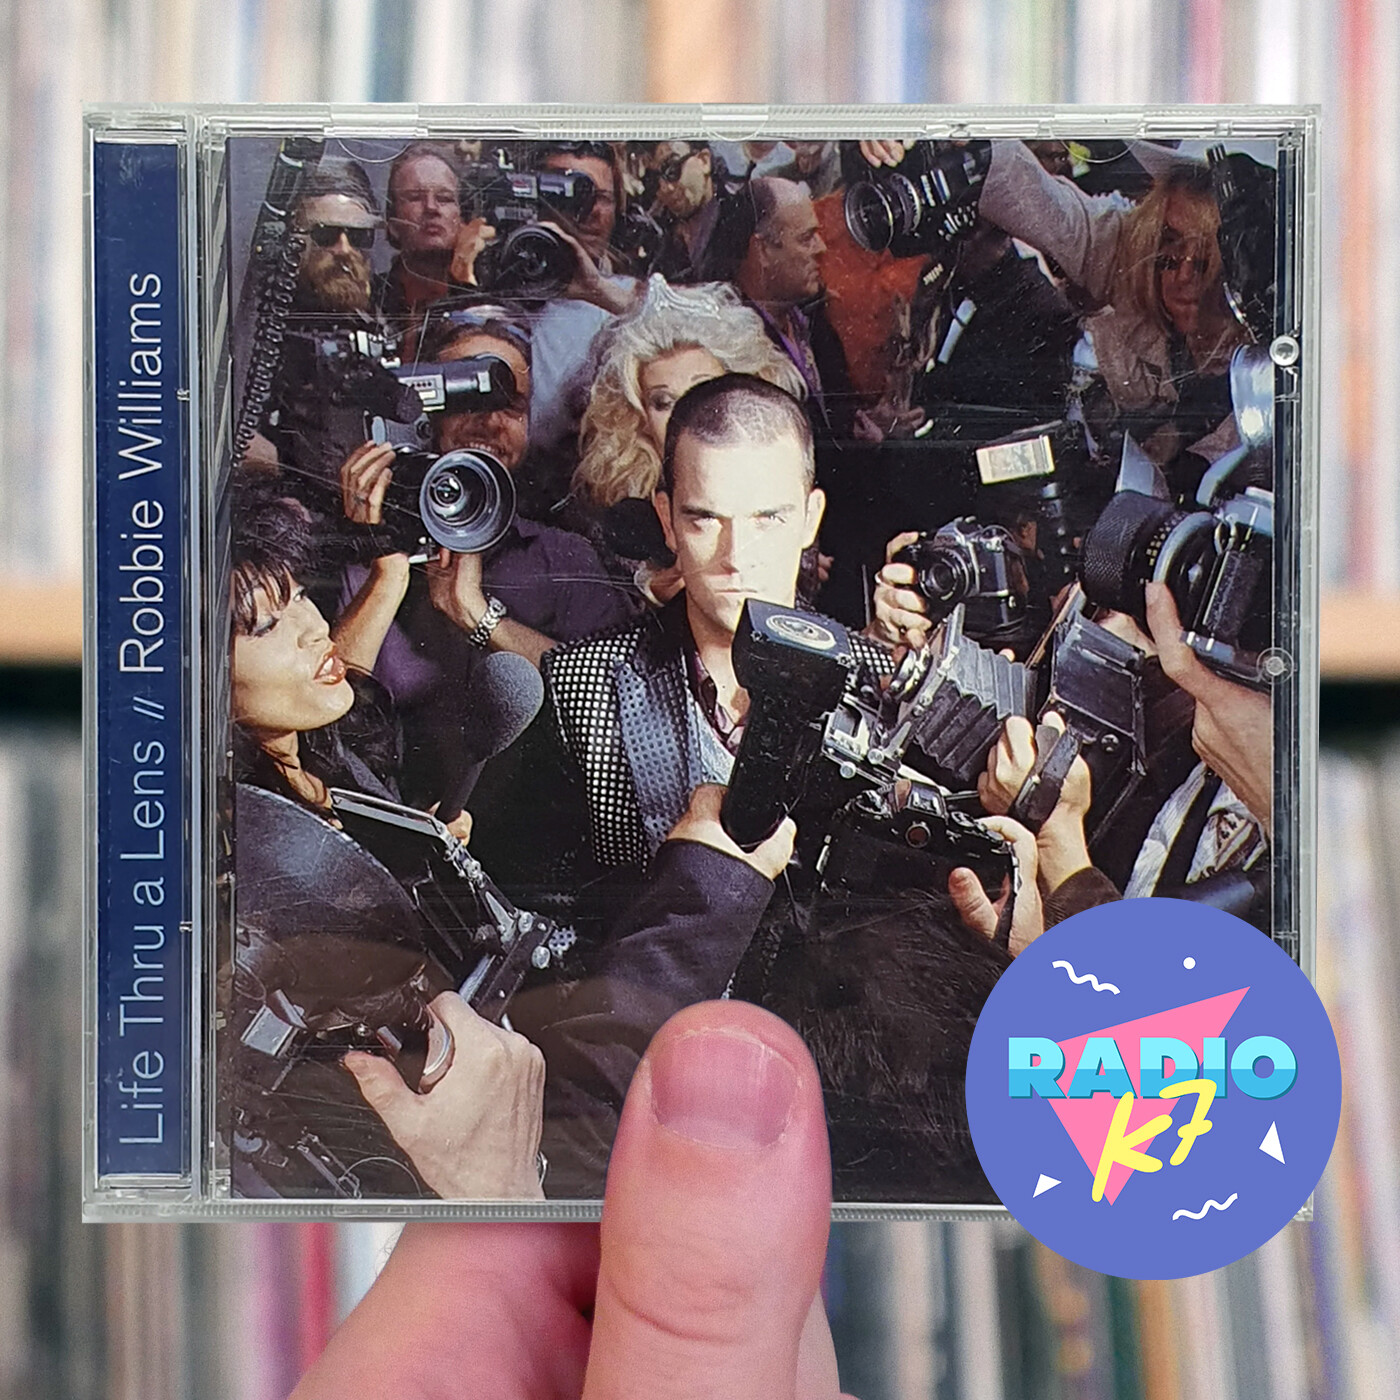 Life Thru a Lens // Robbie Williams
RADIO
K7